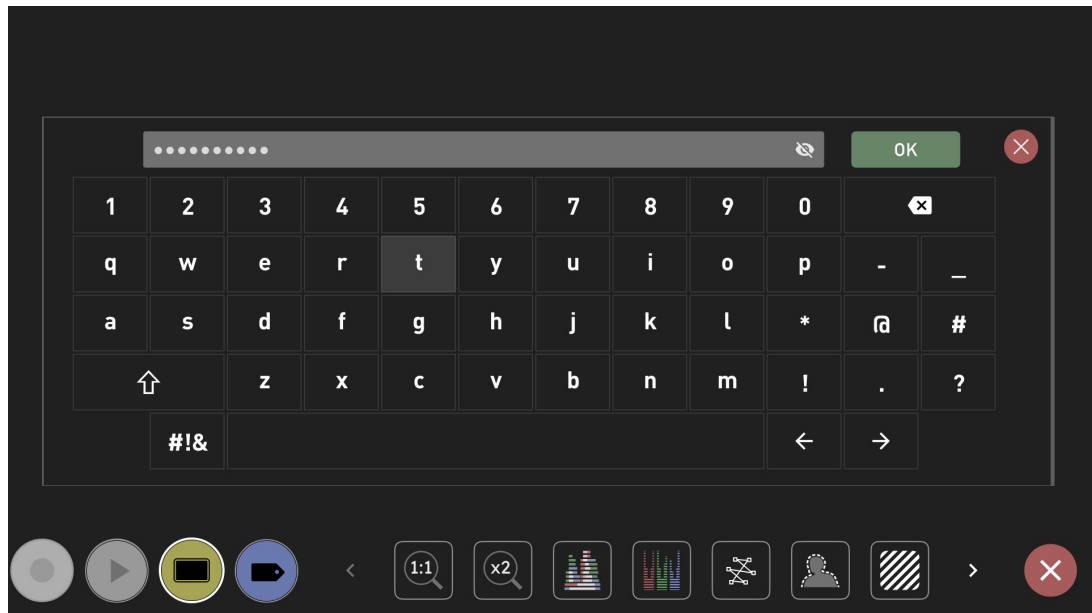 ●●●●●●●●●● OK
1 2 3 4 5 6 7 8 9 0
q w e r t y u i o p - _
a s d f g h j k l * @ #
z x c v b n m ! . ?
#!& ← →
1:1 x2